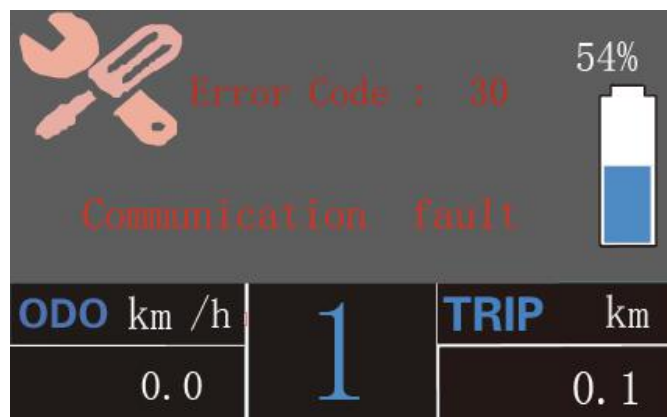 54%
Error Code : 30
Communication fault
ODO km /h
1
TRIP km
0.0
0.1